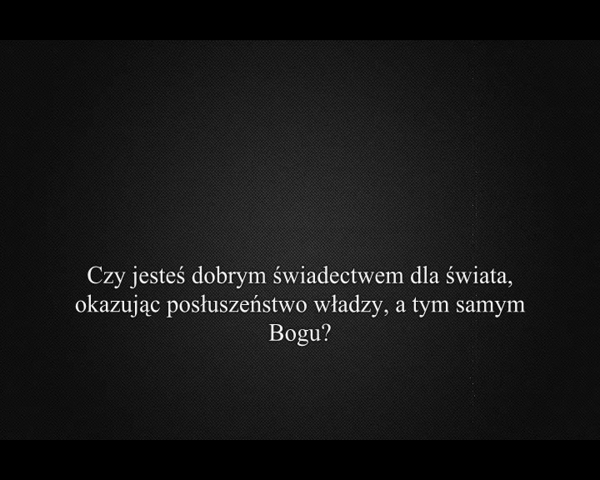 Czy jesteś dobrym świadectwem dla świata,
okazując posłuszeństwo władzy, a tym samym
Bogu?